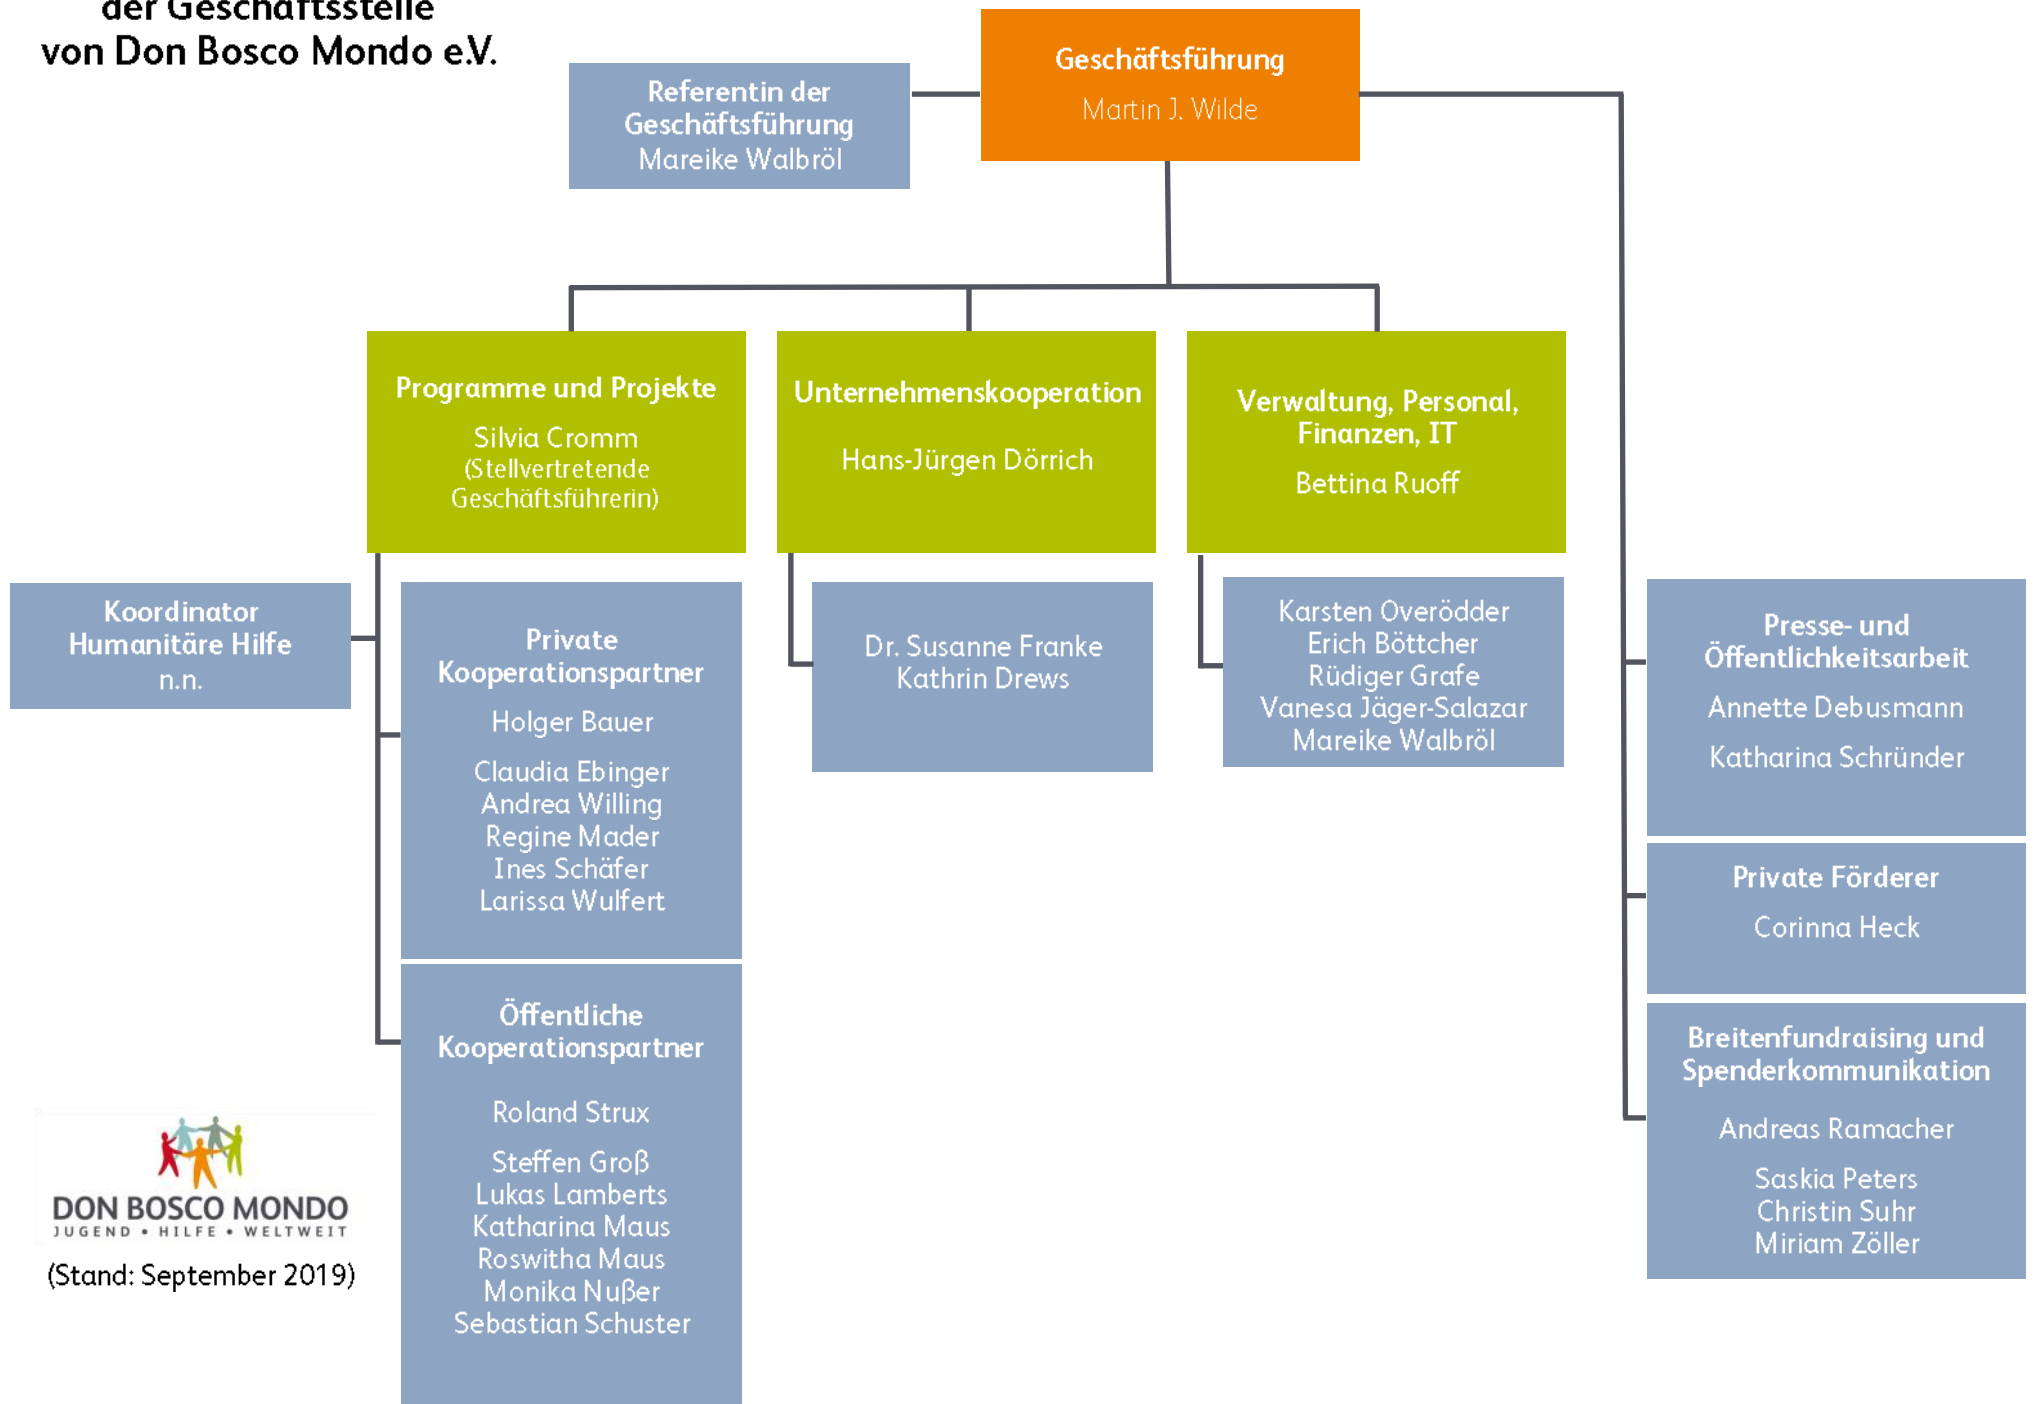 der Geschäftsstelle
von Don Bosco Mondo e.V.
Geschäftsführung
Martin J. Wilde
Referentin der
Geschäftsführung
Mareike Walbröl
Programme und Projekte
Silvia Cromm
(Stellvertretende
Geschäftsführerin)
Unternehmenskooperation
Hans-Jürgen Dörrich
Verwaltung, Personal,
Finanzen, IT
Bettina Ruoff
Koordinator
Humanitäre Hilfe
n.n.
Private
Kooperationspartner
Holger Bauer
Claudia Ebinger
Andrea Willing
Regine Mader
Ines Schäfer
Larissa Wulfert
Öffentliche
Kooperationspartner
Roland Strux
Steffen Groß
Lukas Lamberts
Katharina Maus
Roswitha Maus
Monika Nußer
Sebastian Schuster
Dr. Susanne Franke
Kathrin Drews
Karsten Overödder
Erich Böttcher
Rüdiger Grafe
Vanesa Jäger-Salazar
Mareike Walbröl
Presse- und
Öffentlichkeitsarbeit
Annette Debusmann
Katharina Schründer
Private Förderer
Corinna Heck
Breitenfundraising und
Spenderkommunikation
Andreas Ramacher
Saskia Peters
Christin Suhr
Miriam Zöller
DON BOSCO MONDO
JUGEND • HILFE • WELTWEIT
(Stand: September 2019)